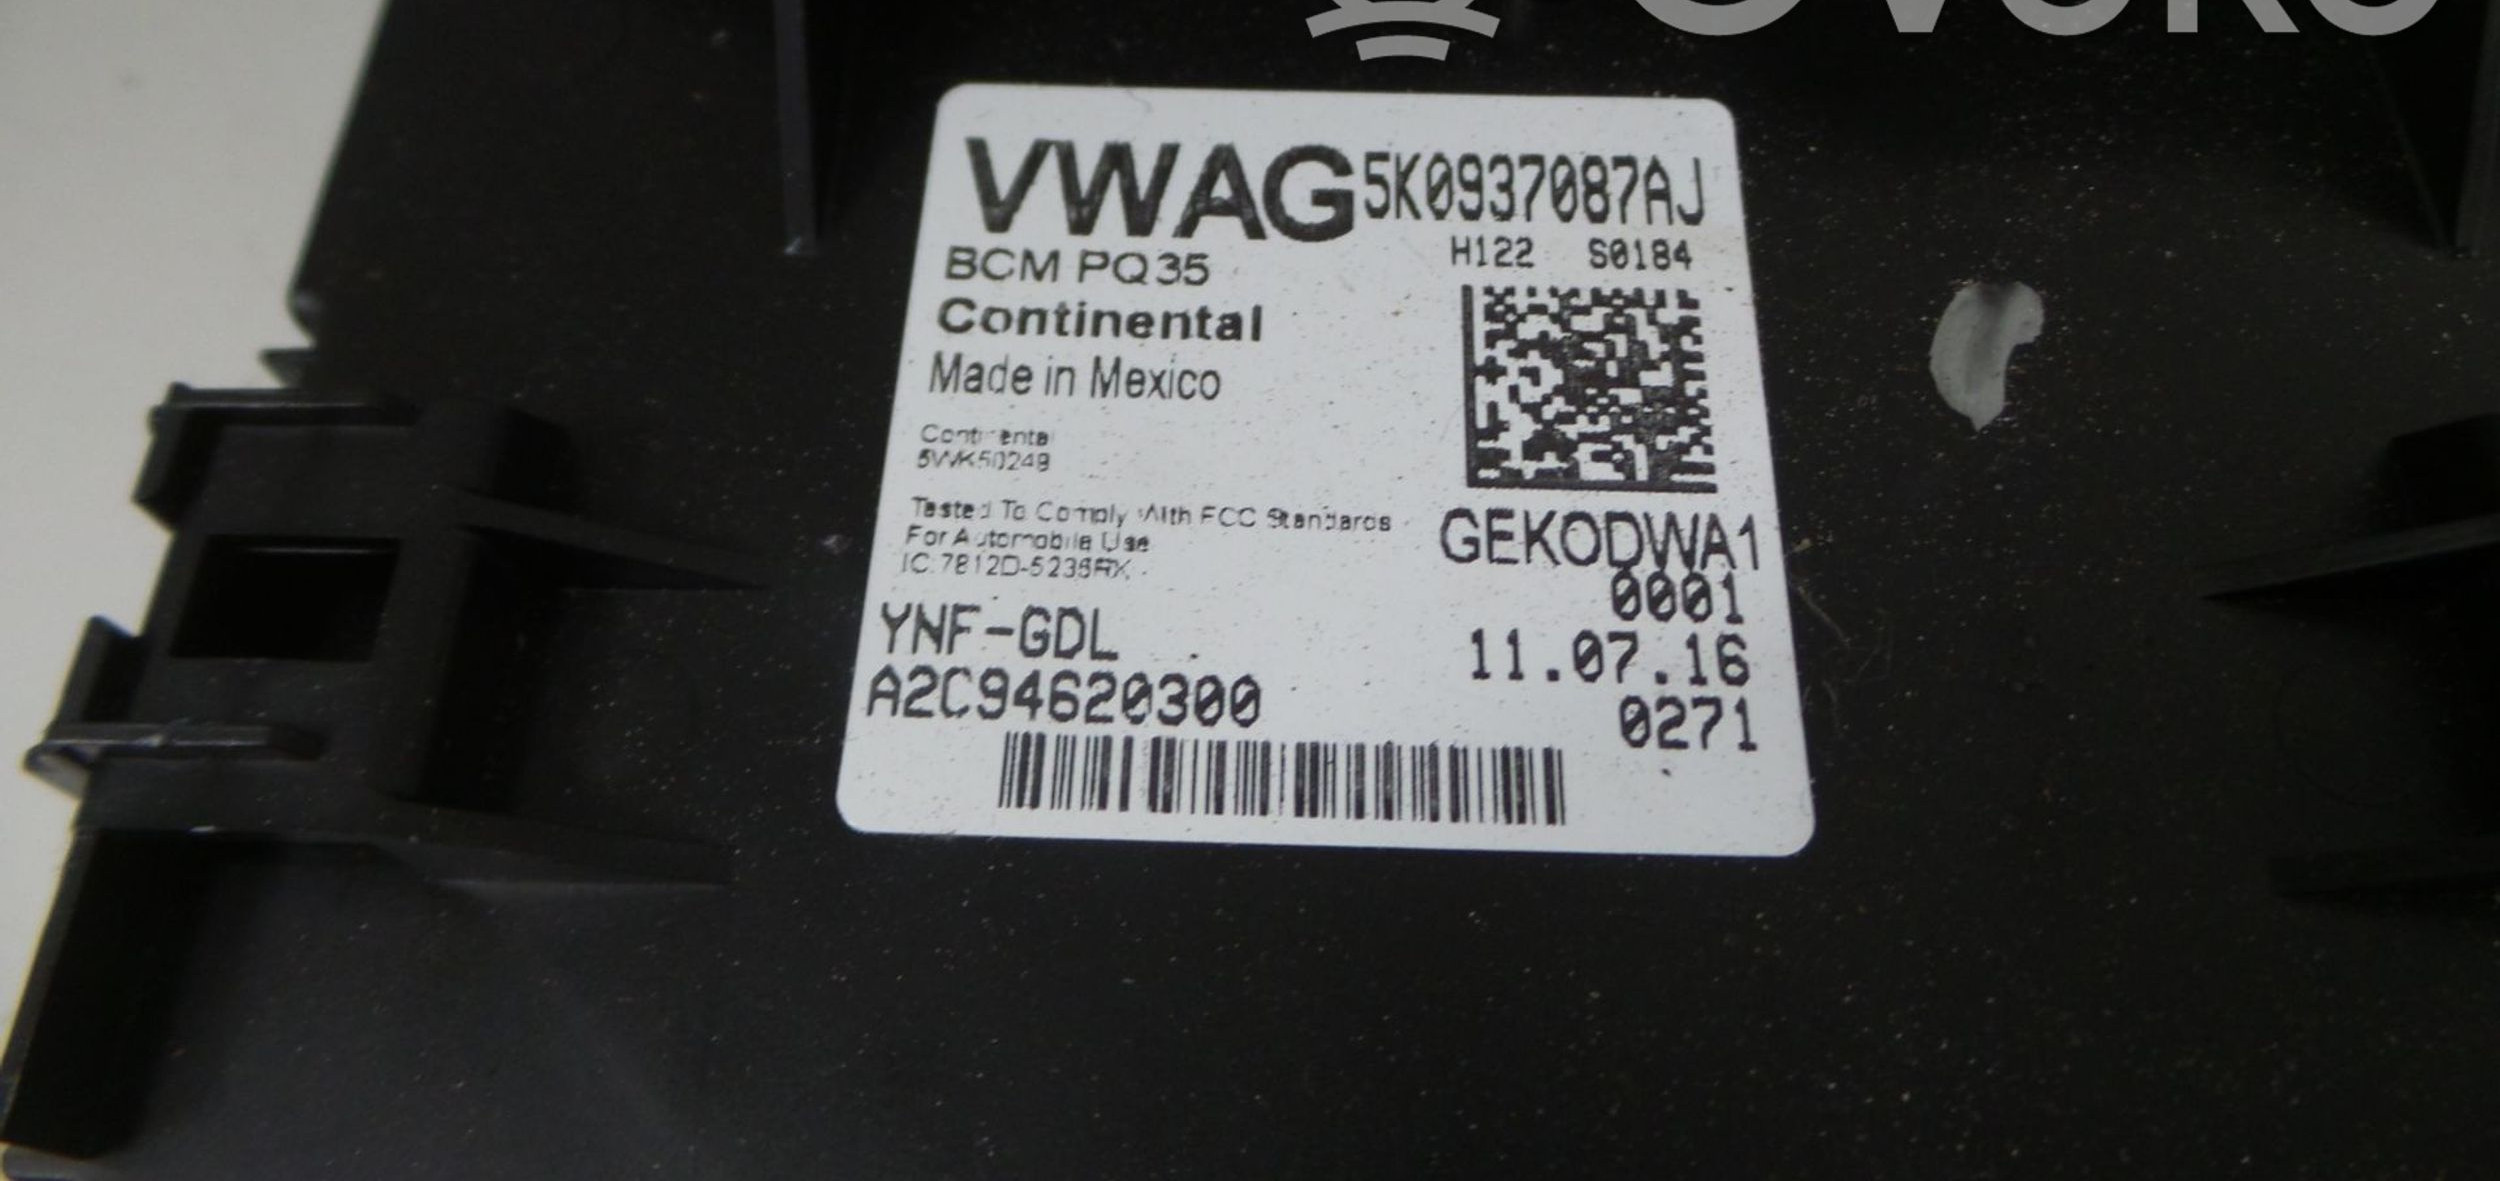 VWAG 5K0937087AJ
H122 S0184
BCM PQ35
Continental
Made in Mexico
Continental
5WK50249
Tested To Comply With FCC Standards
For Automobile Use
GEKODWA1
0001
YNF-GDL
11.07.16
A2C94620300
0271